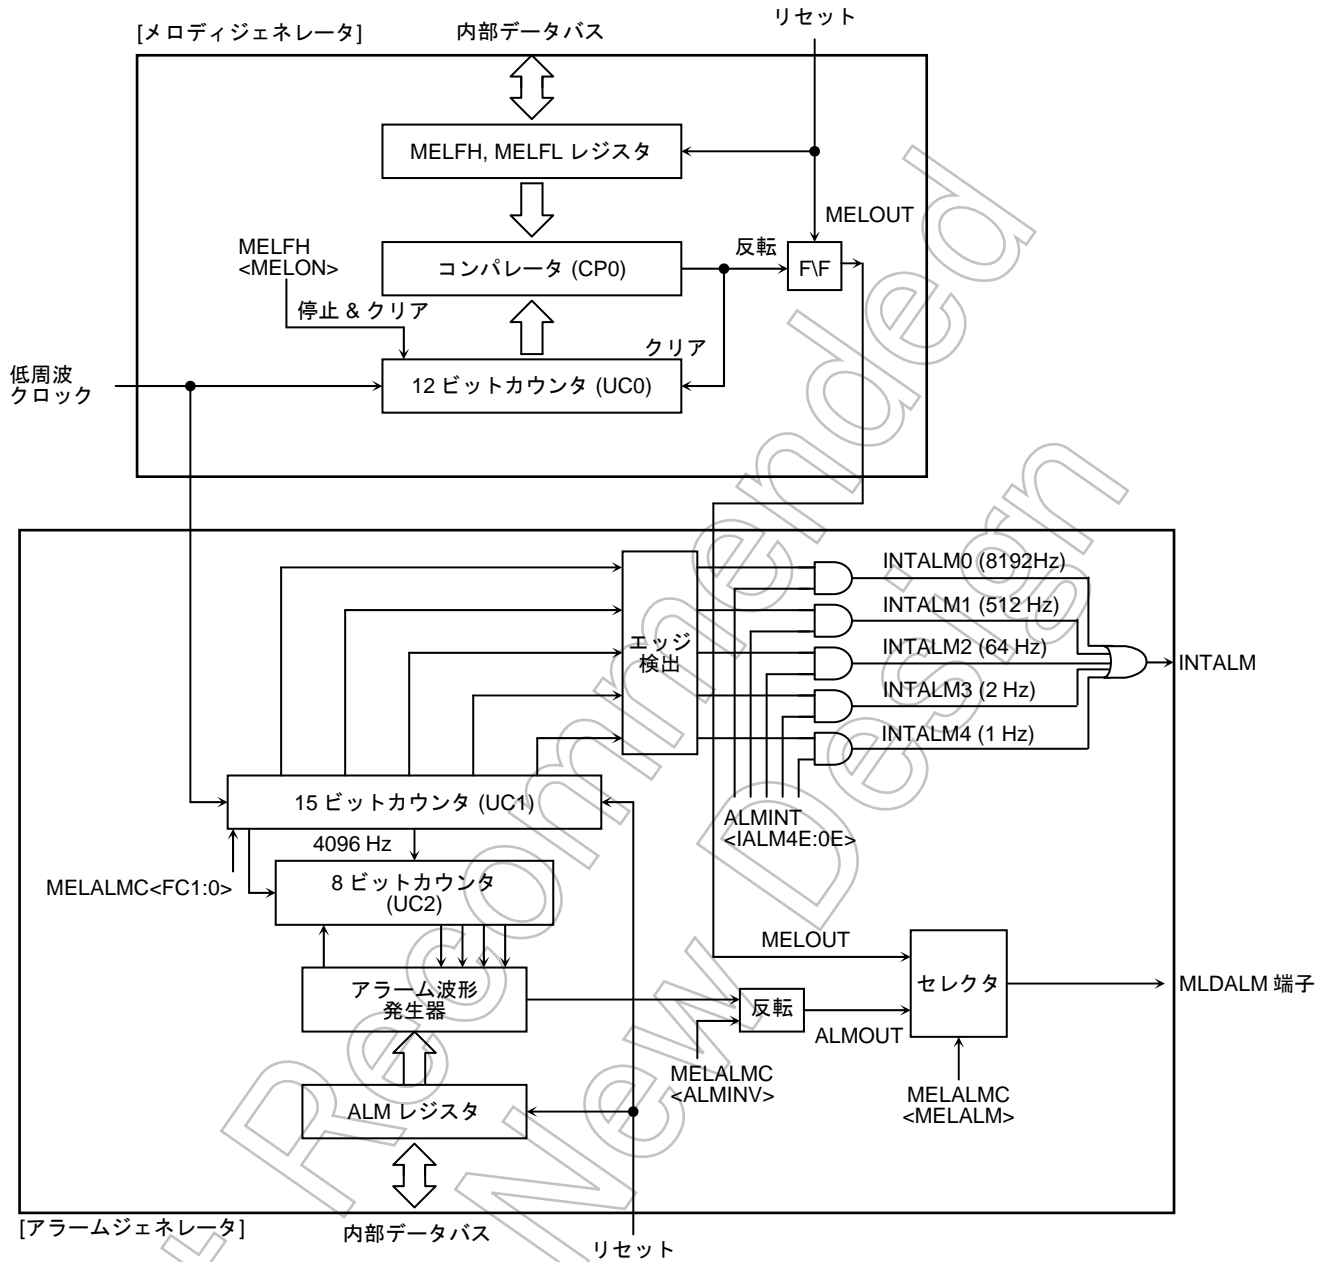 リセット
[メロディジェネレータ]
内部データバス
MELFH, MELFL レジスタ
MELOUT
MELFH
<MELON>
コンパレータ (CP0)
反転
F\F
停止 & クリア
クリア
低周波
クロック
12 ビットカウンタ (UC0)
INTALM0 (8192Hz)
INTALM1 (512 Hz)
エッジ
検出
INTALM2 (64 Hz)
INTALM
INTALM3 (2 Hz)
INTALM4 (1 Hz)
15 ビットカウンタ (UC1)
ALMINT
<IALM4E:0E>
4096 Hz
MELALMC<FC1:0>
8 ビットカウンタ
(UC2)
MELOUT
アラーム波形
発生器
反転
セレクタ
MLDALM 端子
ALMOUT
MELALMC
<ALMINV>
MELALMC
<MELALM>
ALM レジスタ
[アラームジェネレータ]
内部データバス
リセット
Recommended
New Design